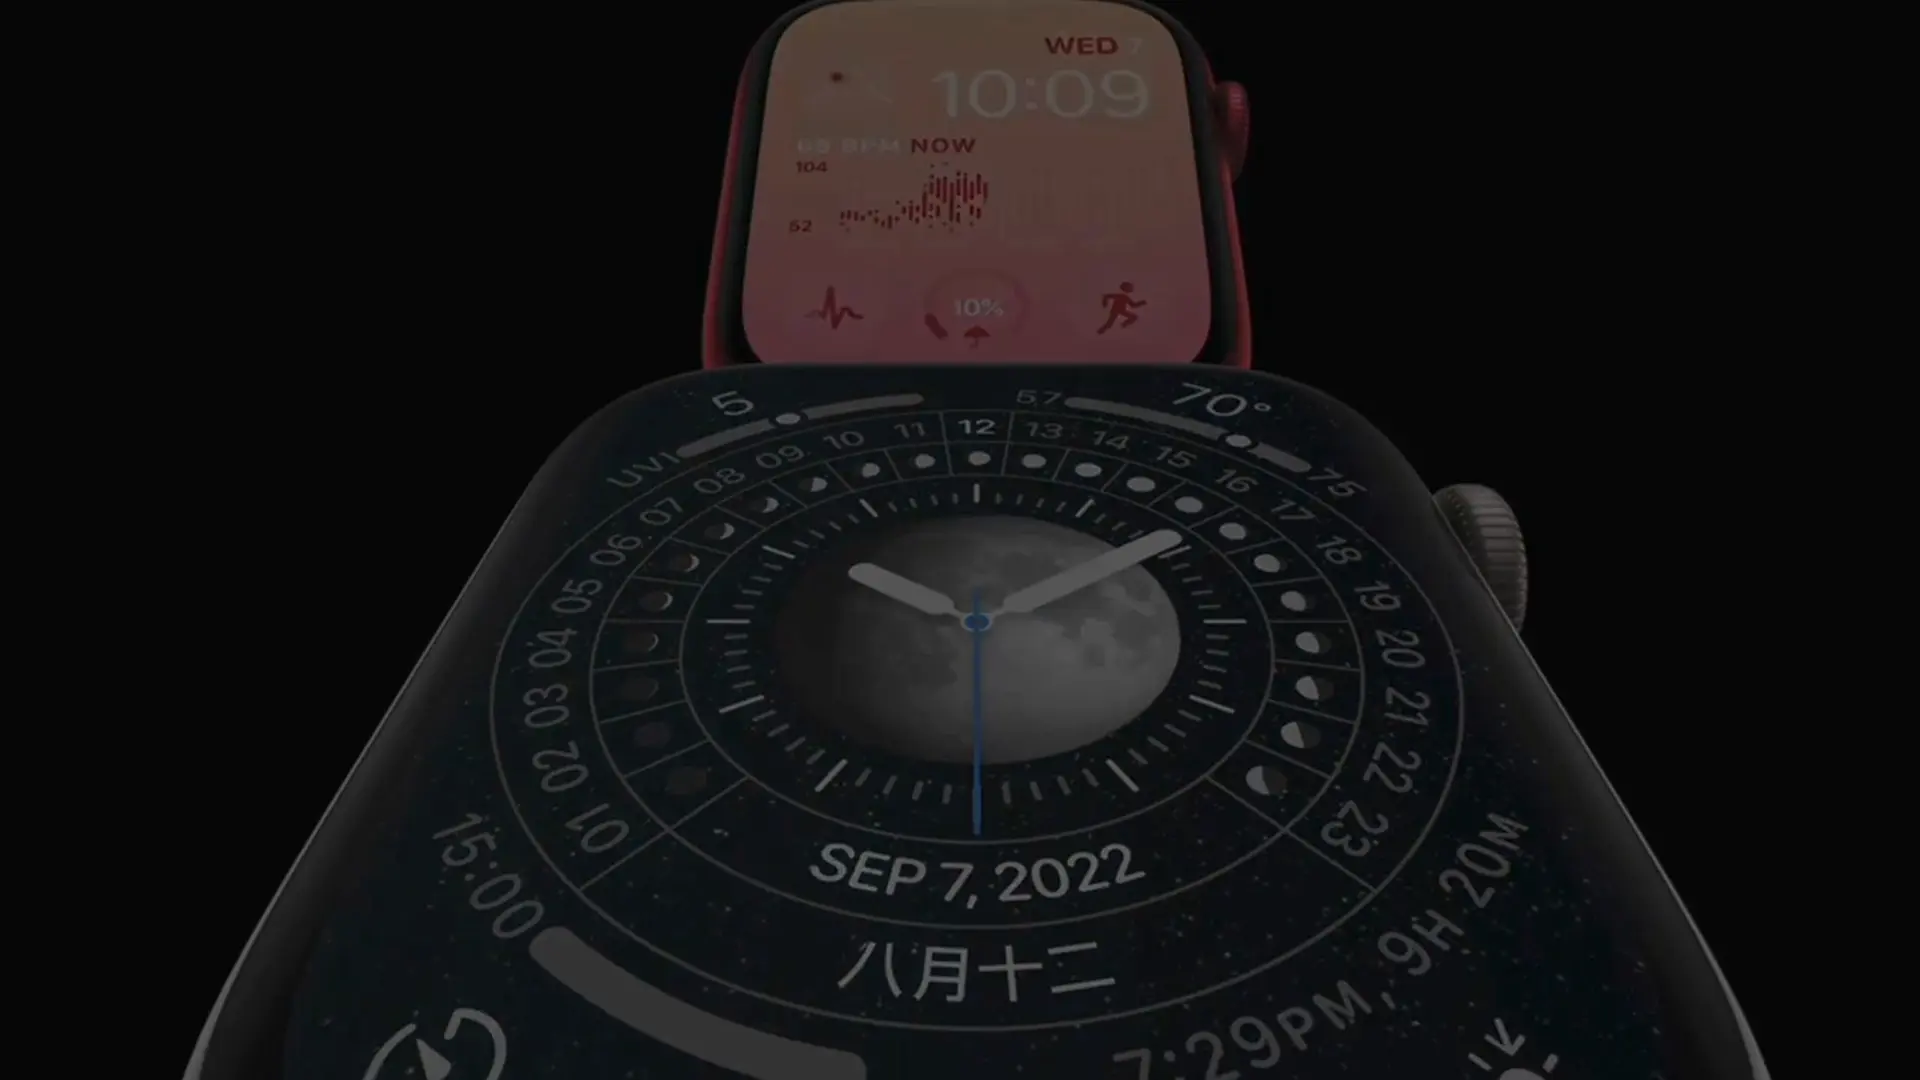 WED 7
10:09
BPM NOW
104
52
10%
5
UVI
57
70°
75
01 02 03 04 05 06 07 08 09 10 11 12 13 14 15 16 17 18 19 20 21 22 23
SEP 7, 2022
八月十二
15:00
7:29PM, 9H 20M